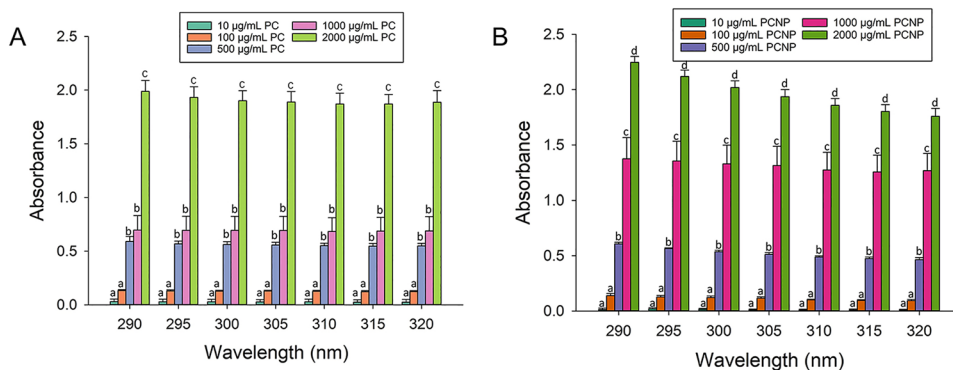 A
10 µg/mL PC
100 µg/mL PC
500 µg/mL PC
1000 µg/mL PC
2000 µg/mL PC
2.5
2.0
1.5
1.0
0.5
0.0
Absorbance
a a b b c
a a b b c
a a b b c
a a b b c
a a b b c
a a b b c
a a b b c
290 295 300 305 310 315 320
Wavelength (nm)
B
10 µg/mL PCNP
100 µg/mL PCNP
500 µg/mL PCNP
1000 µg/mL PCNP
2000 µg/mL PCNP
2.5
2.0
1.5
1.0
0.5
0.0
Absorbance
a a b c d
a a b c d
a a b c d
a a b c d
a a b c d
a a b c d
a a b c d
290 295 300 305 310 315 320
Wavelength (nm)